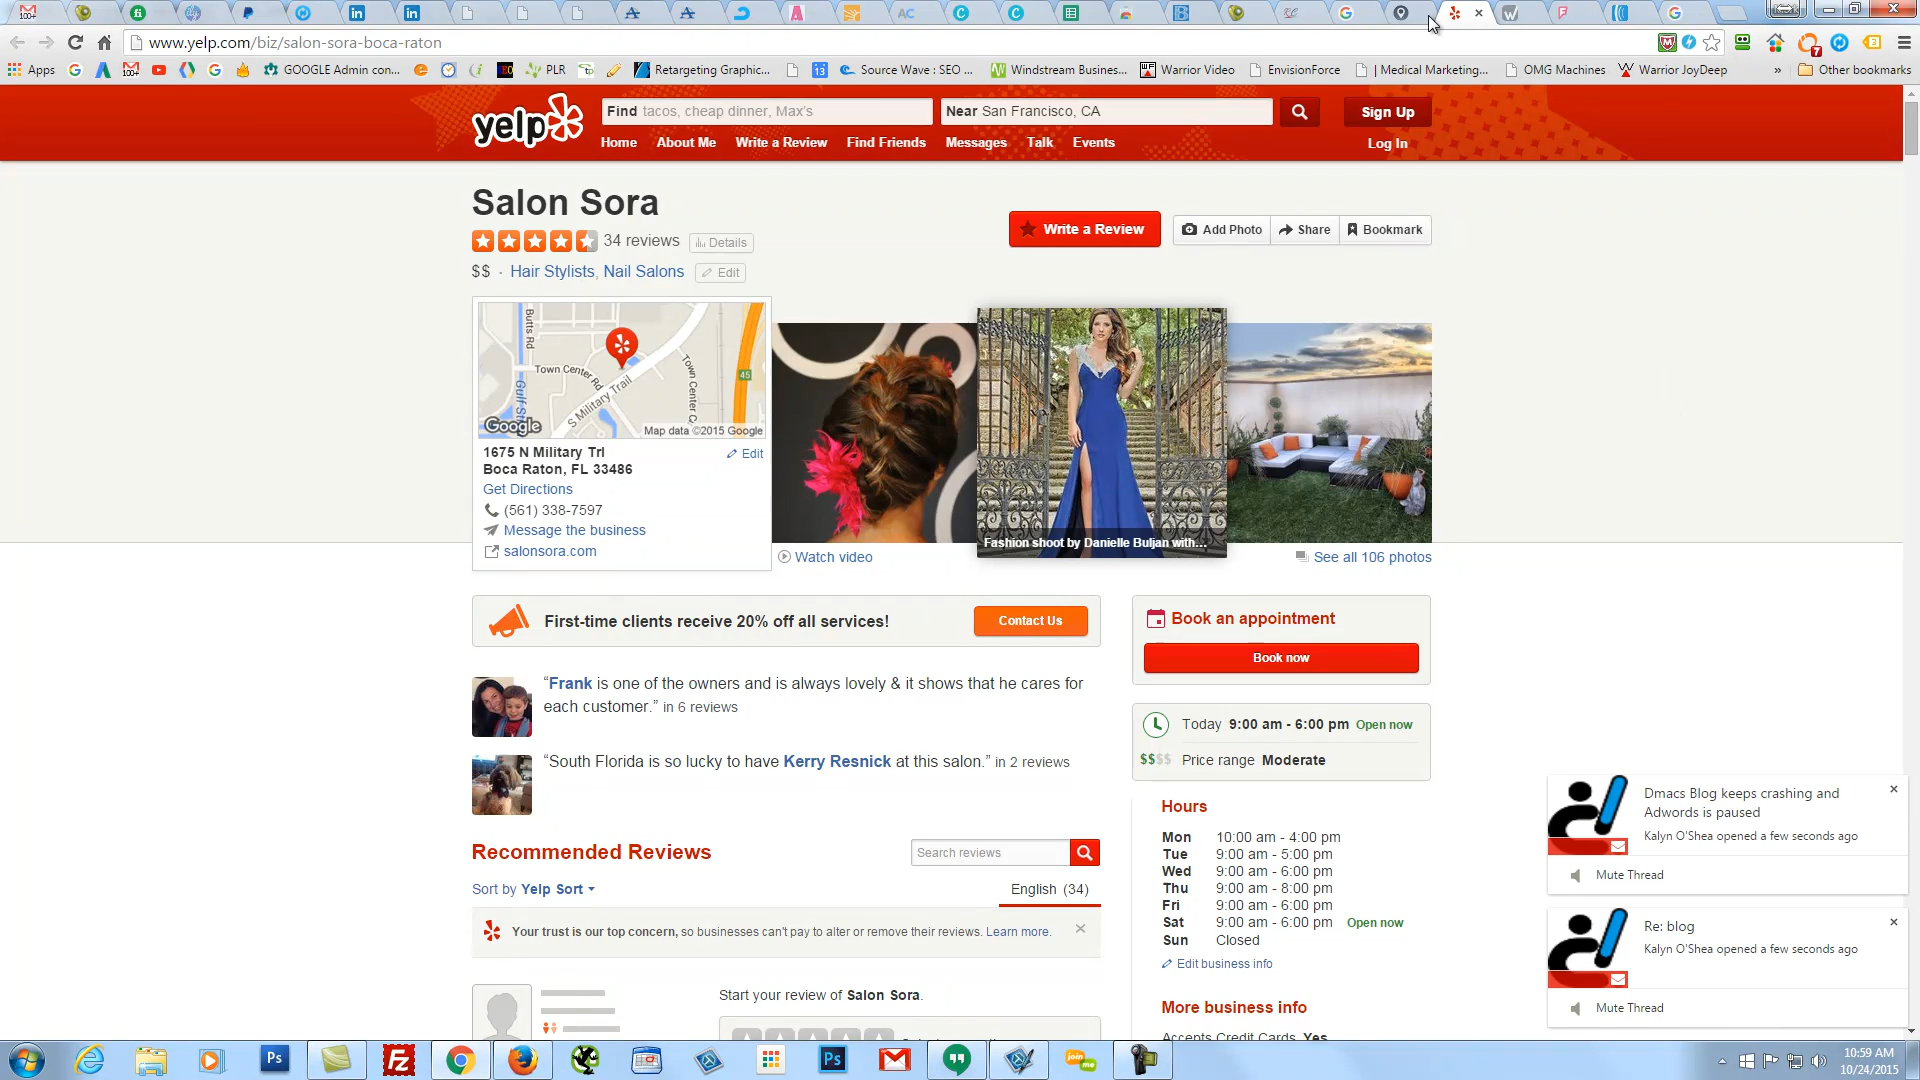 www.yelp.com/biz/salon-sora-boca-raton
Apps
GOOGLE Admin con...
PLR
Retargeting Graphic...
Source Wave : SEO ...
Windstream Busines...
Warrior Video
EnvisionForce
| Medical Marketing...
OMG Machines
Warrior JoyDeep
»
Other bookmarks
yelp
Find tacos, cheap dinner, Max's
Near San Francisco, CA
Sign Up
Home
About Me
Write a Review
Find Friends
Messages
Talk
Events
Log In
Salon Sora
34 reviews
Details
Write a Review
Add Photo
Share
Bookmark
$$ · Hair Stylists, Nail Salons
Edit
Butts Rd
Town Center Rd
S Military Trail
45
Google
Map data ©2015 Google
1675 N Military Trl
Edit
Boca Raton, FL 33486
Get Directions
(561) 338-7597
Message the business
salonsora.com
Fashion shoot by Danielle Buljan with...
Watch video
See all 106 photos
First-time clients receive 20% off all services!
Contact Us
Book an appointment
Book now
"Frank is one of the owners and is always lovely & it shows that he cares for
each customer." in 6 reviews
"South Florida is so lucky to have Kerry Resnick at this salon." in 2 reviews
Today 9:00 am - 6:00 pm Open now
$$$$ Price range Moderate
Hours
Mon 10:00 am - 4:00 pm
Tue 9:00 am - 5:00 pm
Wed 9:00 am - 6:00 pm
Thu 9:00 am - 8:00 pm
Fri 9:00 am - 6:00 pm
Sat 9:00 am - 6:00 pm Open now
Sun Closed
Edit business info
More business info
Accepts Credit Cards Yes
Recommended Reviews
Search reviews
Sort by Yelp Sort
English (34)
Your trust is our top concern, so businesses can't pay to alter or remove their reviews. Learn more.
Start your review of Salon Sora.
Dmacs Blog keeps crashing and
Adwords is paused
Kalyn O'Shea opened a few seconds ago
Mute Thread
Re: blog
Kalyn O'Shea opened a few seconds ago
Mute Thread
10:59 AM
10/24/2015